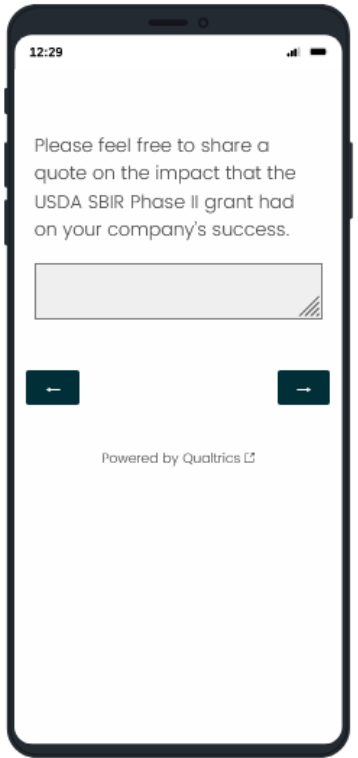 12:29
Please feel free to share a
quote on the impact that the
USDA SBIR Phase II grant had
on your company's success.
←
→
Powered by Qualtrics